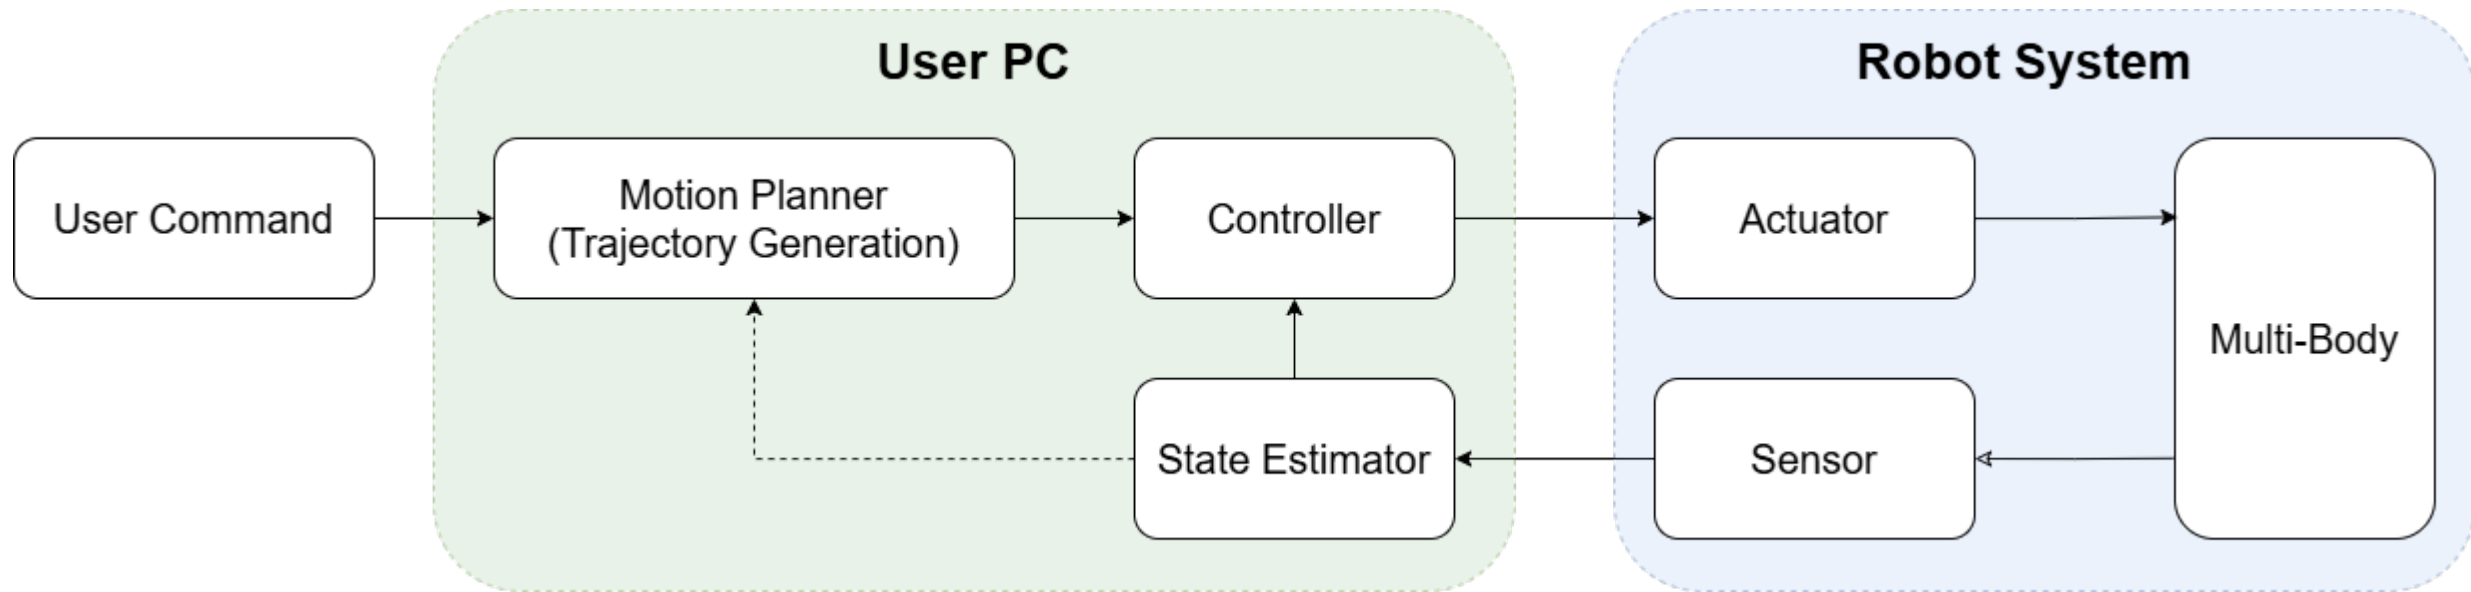 User PC
Robot System
User Command
Motion Planner
(Trajectory Generation)
Controller
Actuator
Multi-Body
State Estimator
Sensor